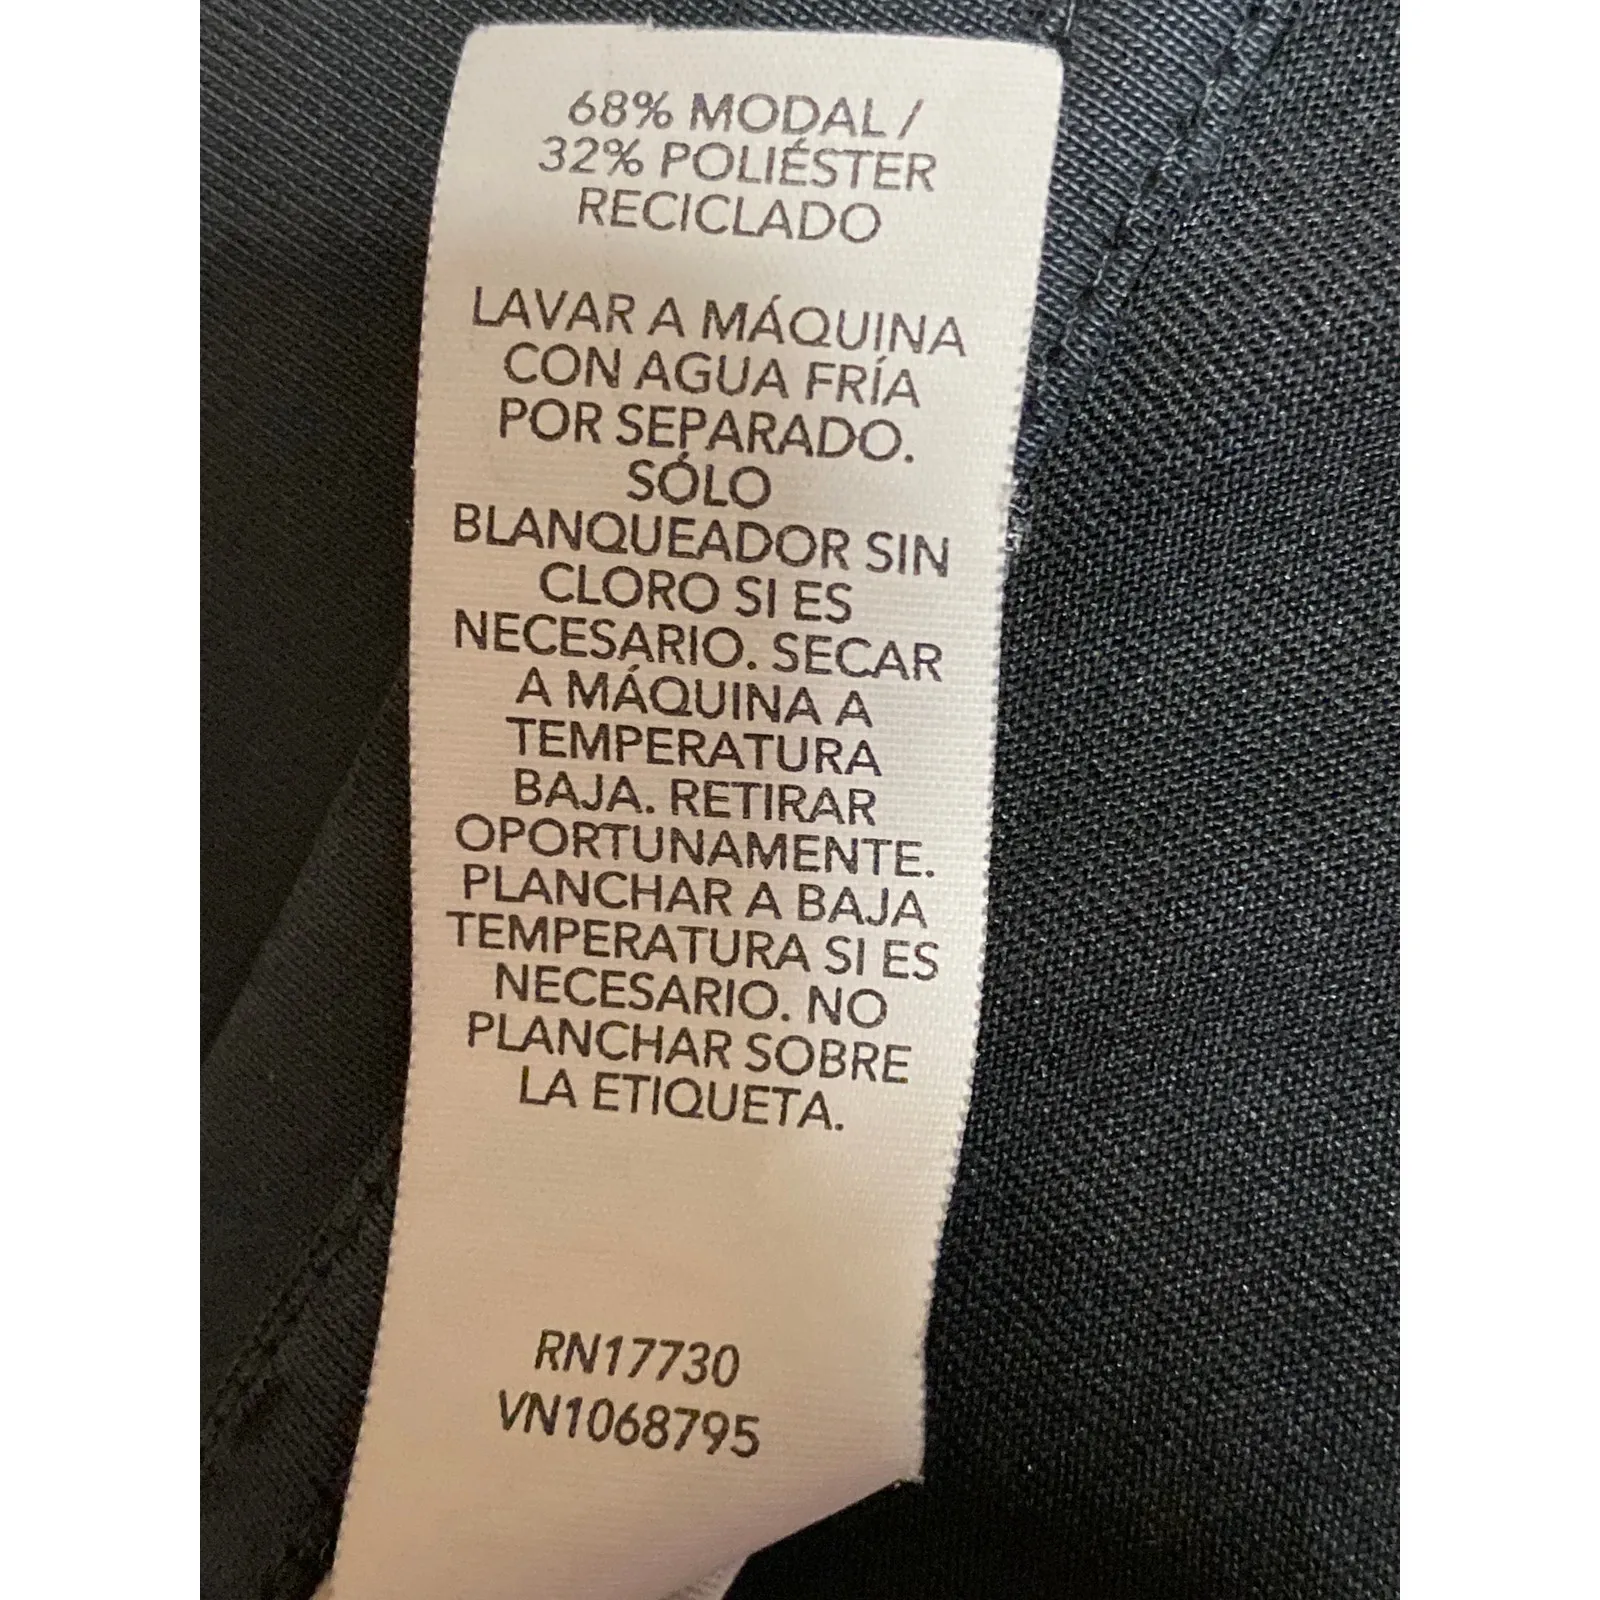 68% MODAL /
32% POLIÉSTER
RECICLADO
LAVAR A MÁQUINA
CON AGUA FRÍA
POR SEPARADO.
SÓLO
BLANQUEADOR SIN
CLORO SI ES
NECESARIO. SECAR
A MÁQUINA A
TEMPERATURA
BAJA. RETIRAR
OPORTUNAMENTE.
PLANCHAR A BAJA
TEMPERATURA SI ES
NECESARIO. NO
PLANCHAR SOBRE
LA ETIQUETA.
RN17730
VN1068795